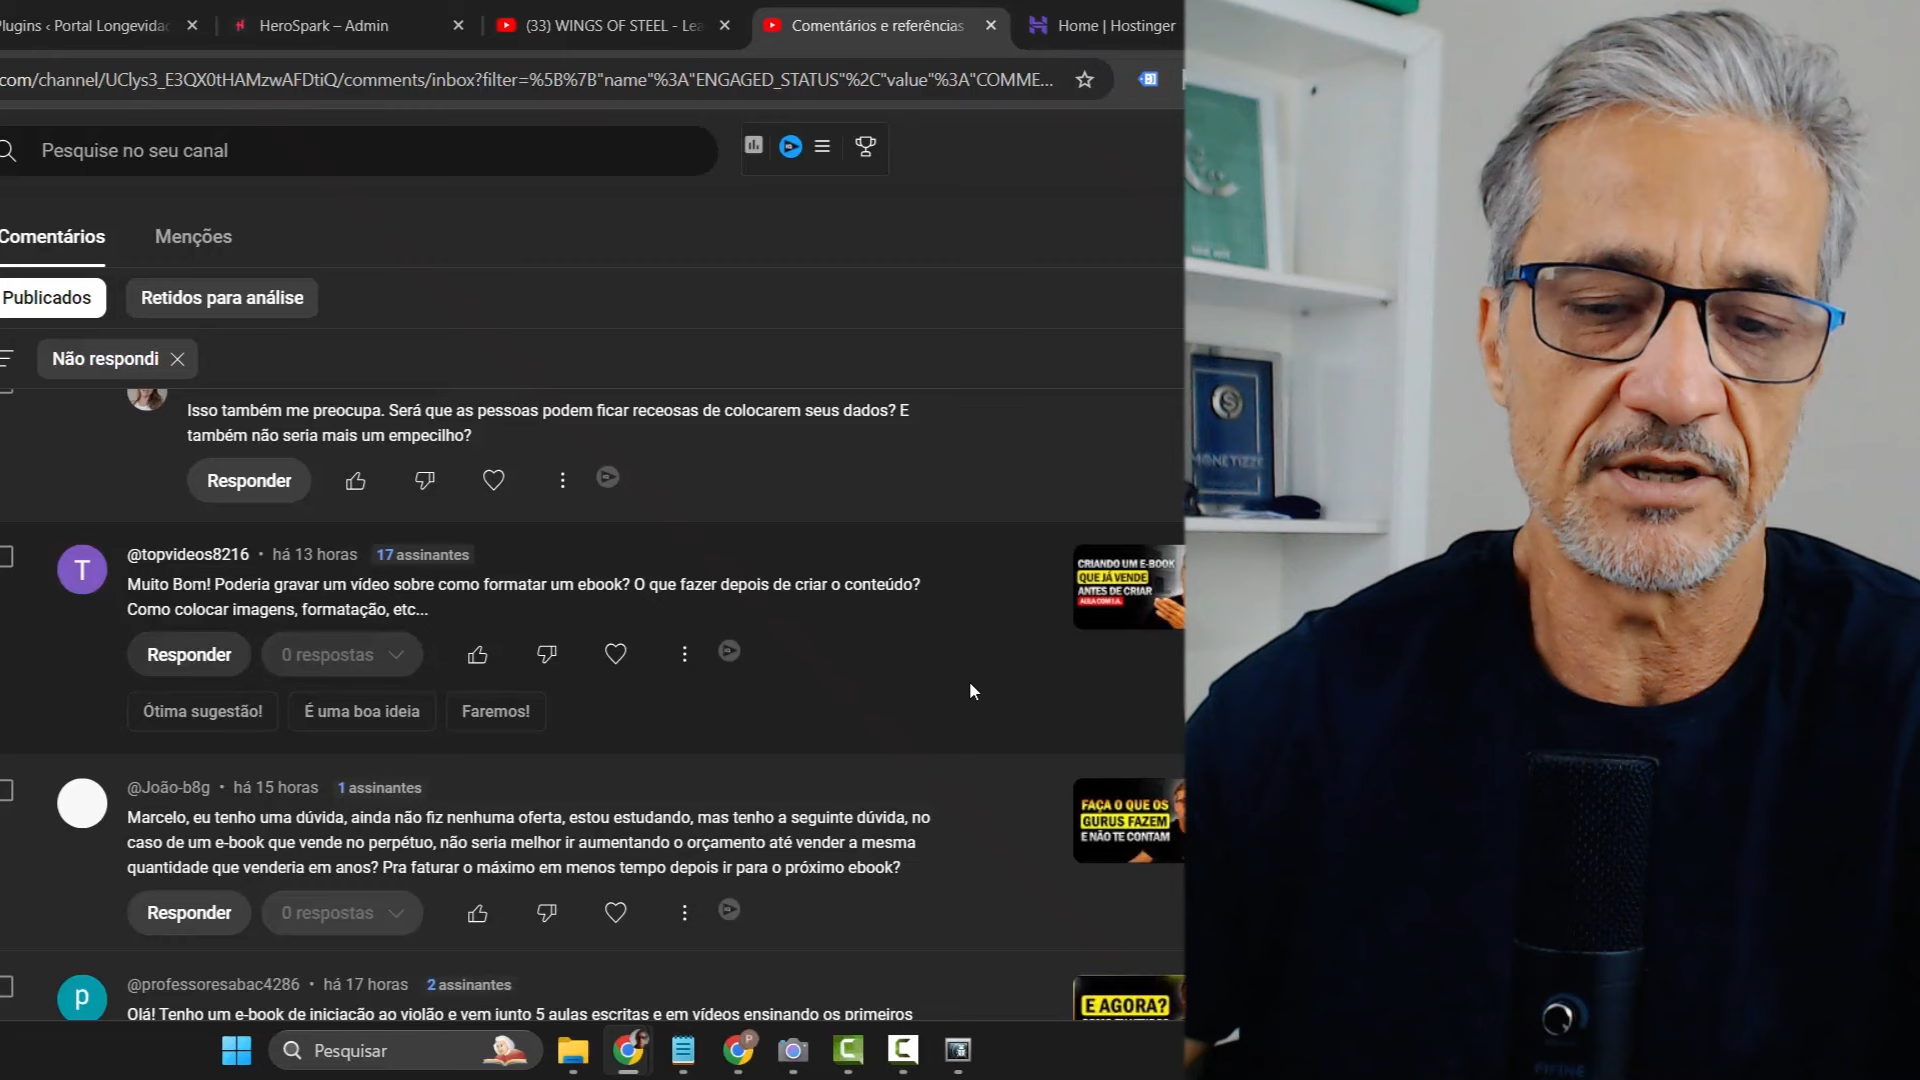 Plugins ‹ Portal Longevidad
HeroSpark – Admin
(33) WINGS OF STEEL - Lea
Comentários e referências
Home | Hostinger
com/channel/UClys3_E3QX0tHAMzwAFDtiQ/comments/inbox?filter=%5B%7B"name"%3A"ENGAGED_STATUS"%2C"value"%3A"COMME...
Pesquise no seu canal
Comentários
Menções
Publicados
Retidos para análise
Não respondi
Isso também me preocupa. Será que as pessoas podem ficar receosas de colocarem seus dados? E
também não seria mais um empecilho?
Responder
@topvideos8216 • há 13 horas 17 assinantes
T
Muito Bom! Poderia gravar um vídeo sobre como formatar um ebook? O que fazer depois de criar o conteúdo?
Como colocar imagens, formatação, etc...
CRIANDO UM E-BOOK
QUE JÁ VENDE
ANTES DE CRIAR
AULA COM I.A.
Responder
0 respostas
Ótima sugestão!
É uma boa ideia
Faremos!
@João-b8g • há 15 horas 1 assinantes
Marcelo, eu tenho uma dúvida, ainda não fiz nenhuma oferta, estou estudando, mas tenho a seguinte dúvida, no
caso de um e-book que vende no perpétuo, não seria melhor ir aumentando o orçamento até vender a mesma
quantidade que venderia em anos? Pra faturar o máximo em menos tempo depois ir para o próximo ebook?
FAÇA O QUE OS
GURUS FAZEM
E NÃO TE CONTAM
Responder
0 respostas
@professoresabac4286 • há 17 horas 2 assinantes
p
Olá! Tenho um e-book de iniciação ao violão e vem junto 5 aulas escritas e em vídeos ensinando os primeiros
E AGORA?
Pesquisar
MONETIZZE
FIFINE